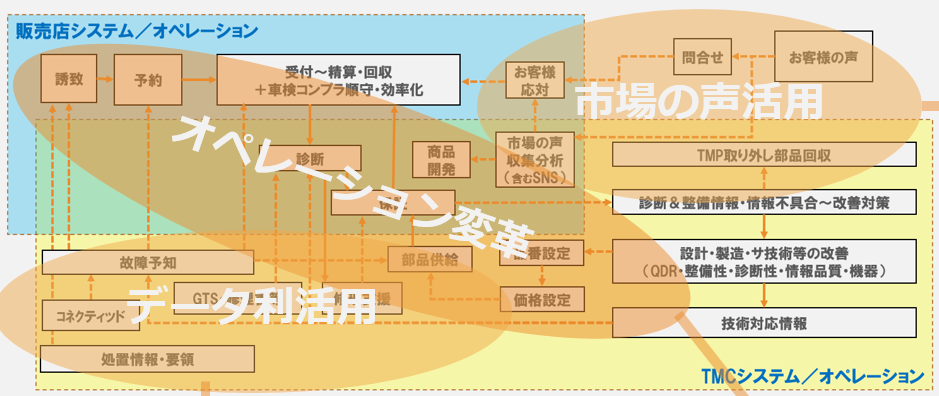 販売店システム／オペレーション
誘致
予約
受付～精算・回収
＋車検コンプラ順守・効率化
お客様
応対
問合せ
お客様の声
市場の声活用
オペレーション変革
診断
商品
開発
市場の声
収集分析
（含むSNS）
TMP取り外し部品回収
診断＆整備情報・情報不具合～改善対策
故障予知
部品供給
番設定
設計・製造・サ技術等の改善
（QDR・整備性・診断性・情報品質・機器）
GTS
援
データ利活用
価格設定
コネクティッド
技術対応情報
処置情報・要領
TMCシステム／オペレーション